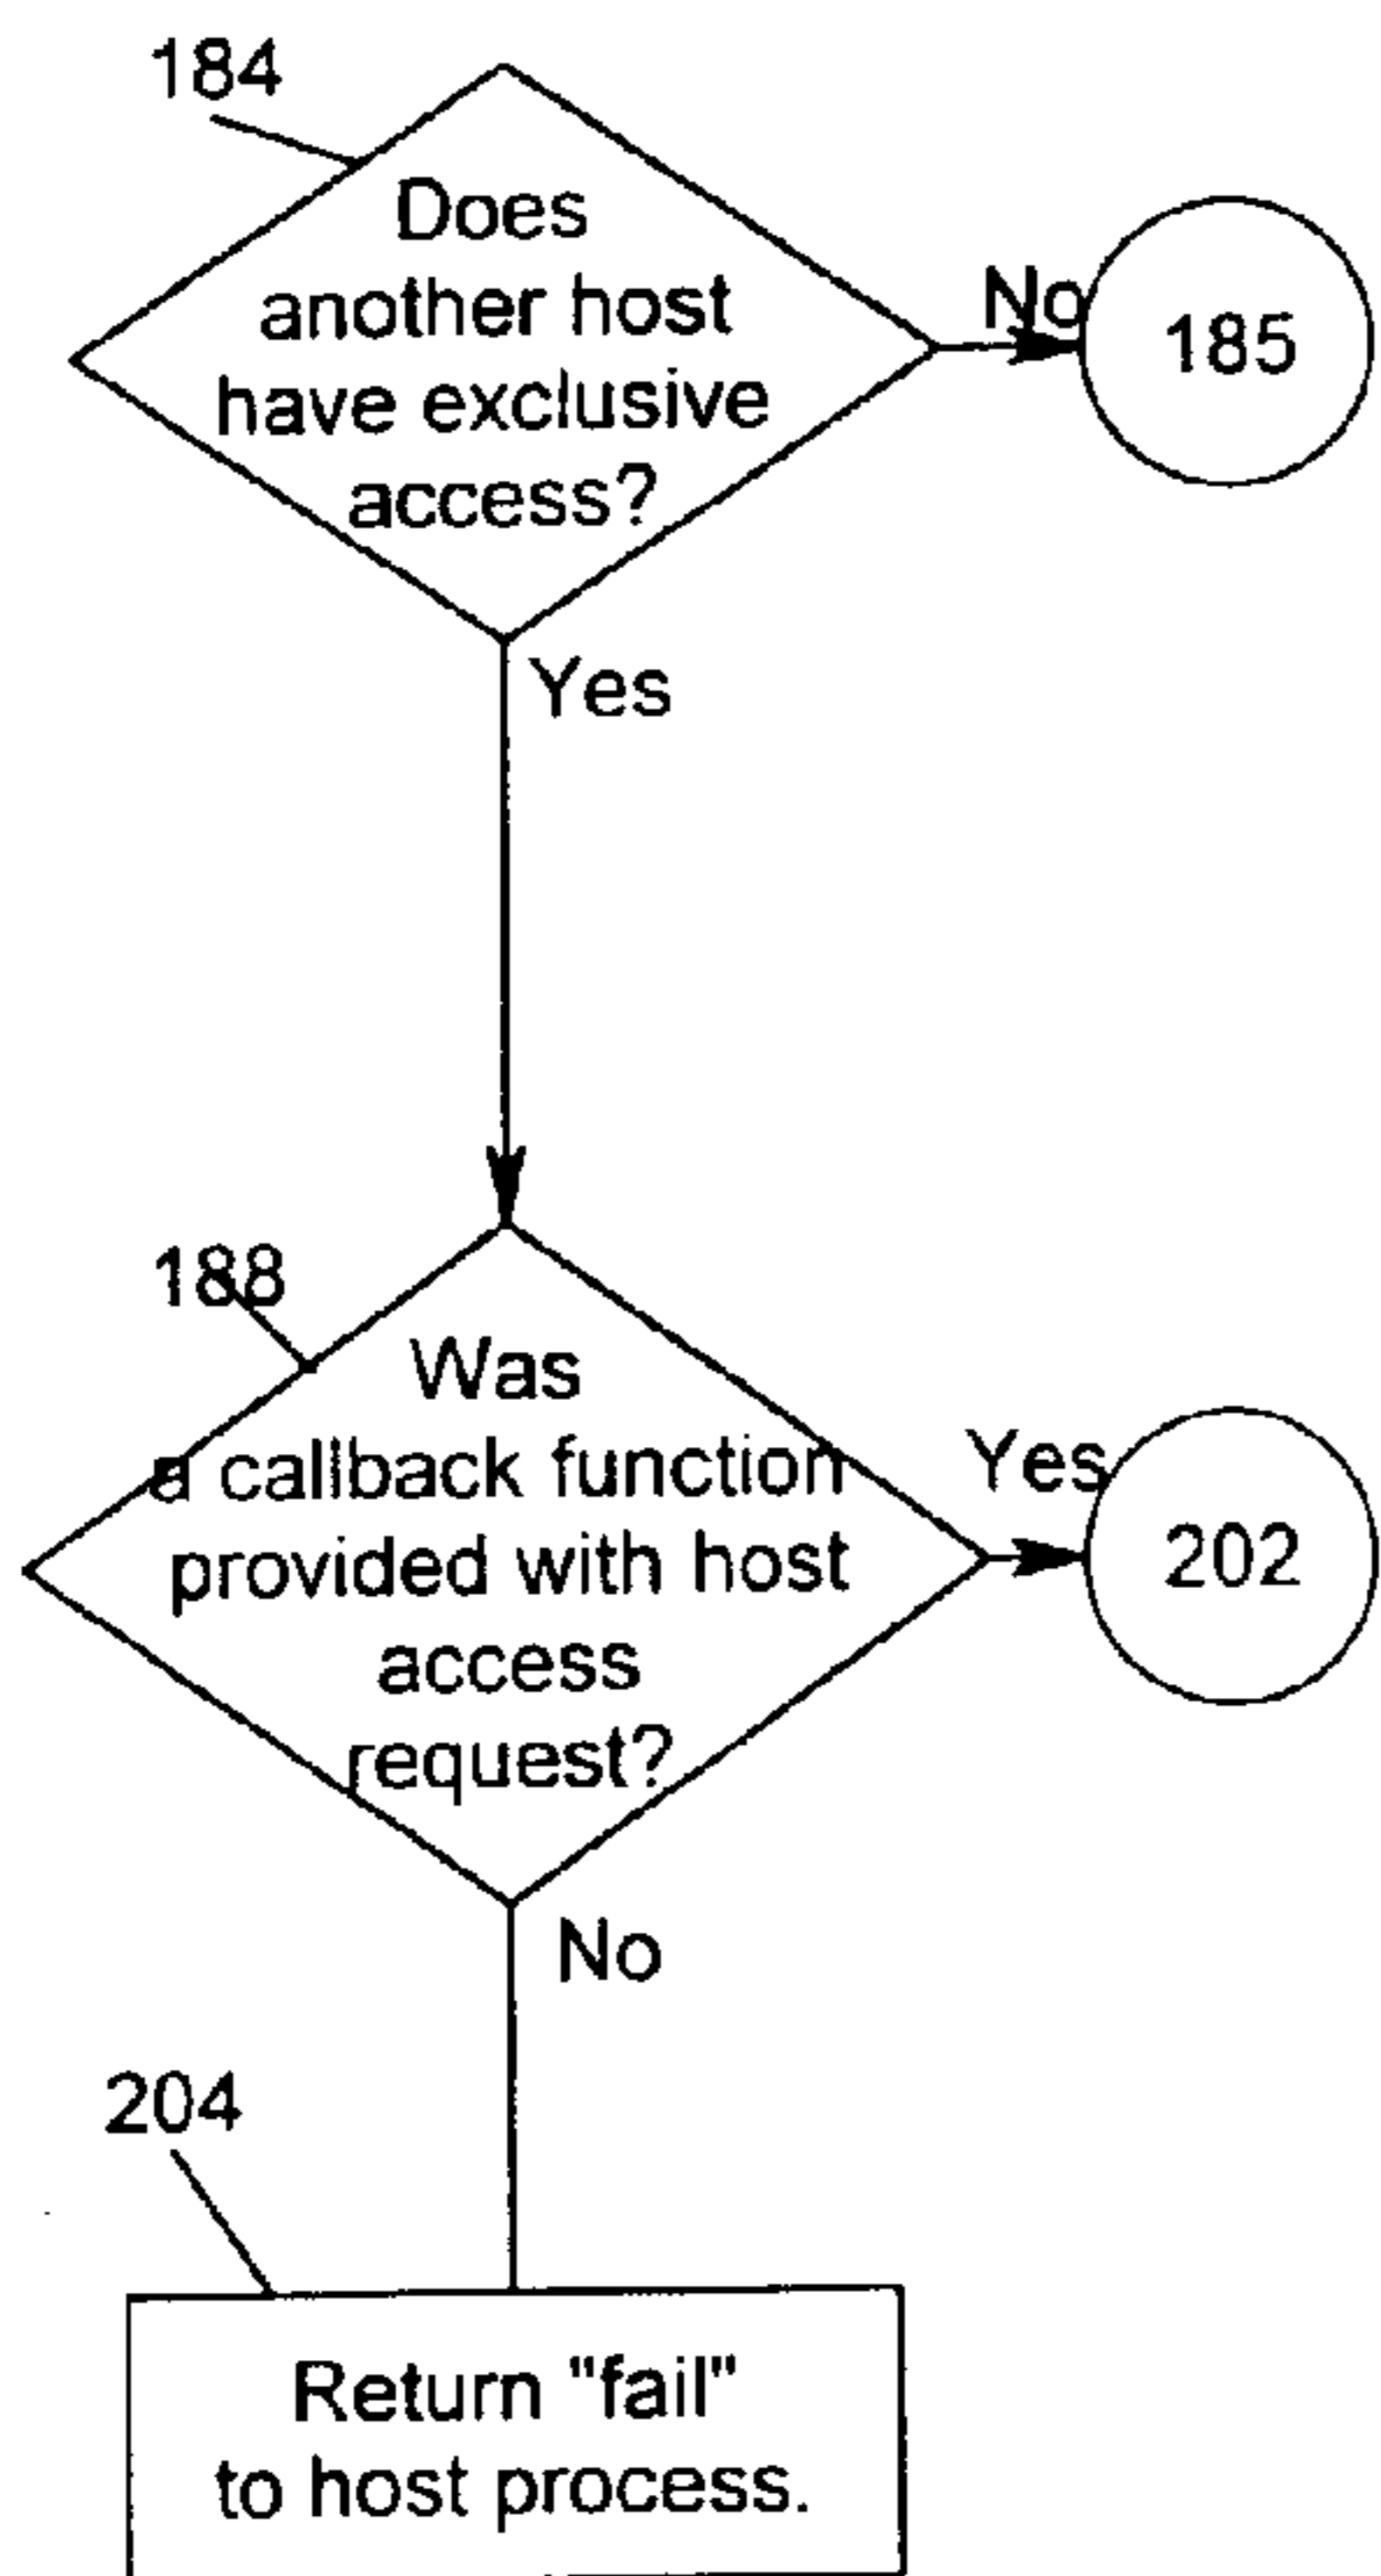 184
Does
another host
have exclusive
access?
No
185
Yes
188
Was
a callback function
provided with host
access
request?
Yes
202
No
204
Return "fail"
to host process.